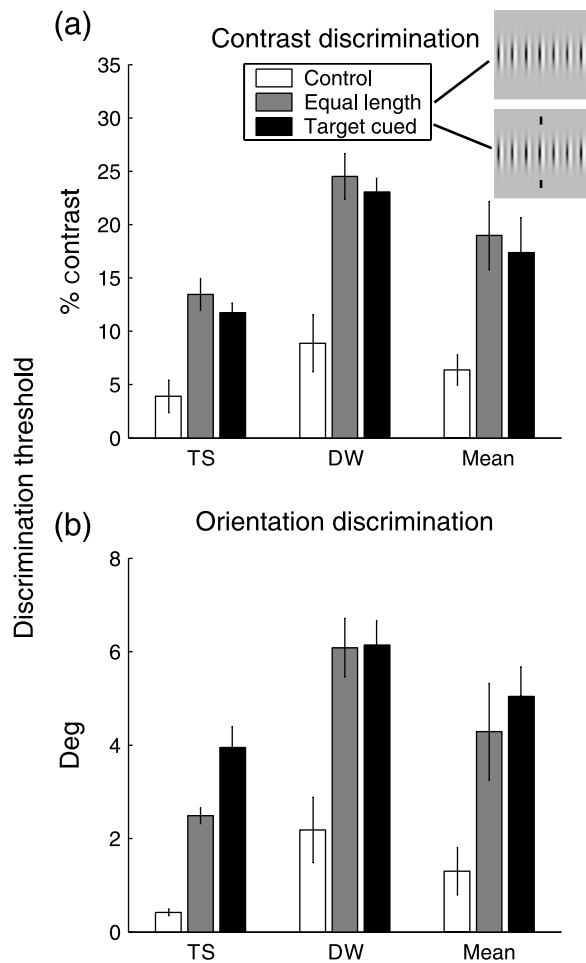 (a)
Contrast discrimination
Control
Equal length
Target cued
35
30
25
20
15
10
5
0
% contrast
TS DW Mean
Discrimination threshold
(b)
Orientation discrimination
8
6
4
2
0
Deg
TS DW Mean